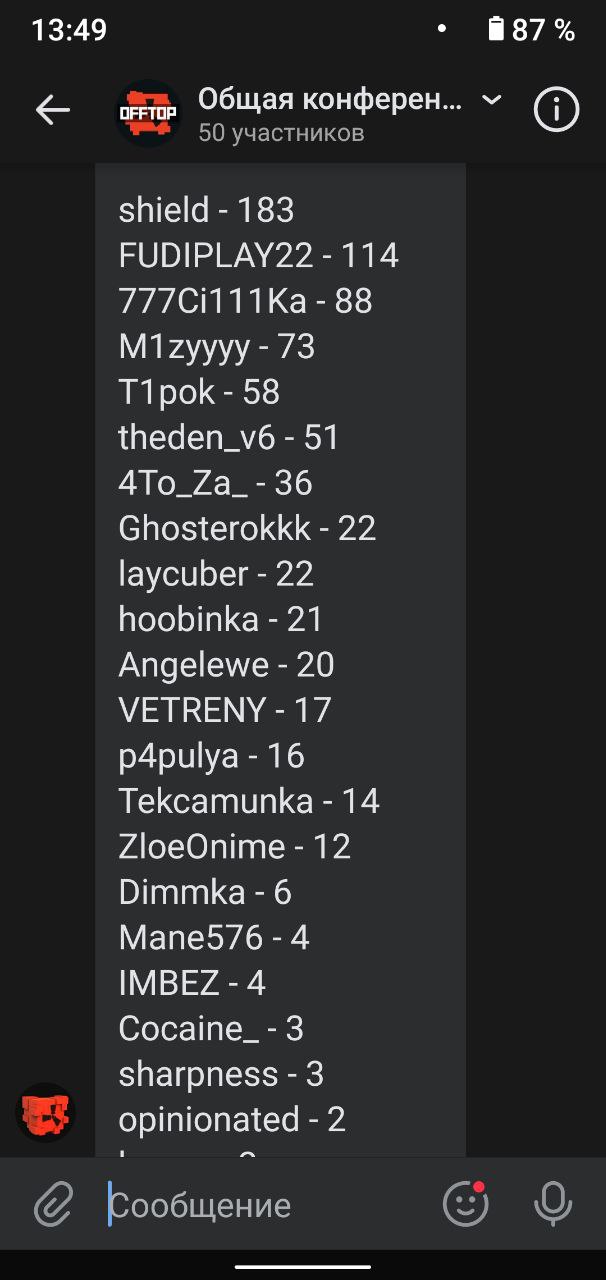 13:49
87 %
OFFTOP
Общая конферен...
50 участников
shield - 183
FUDIPLAY22 - 114
777Ci111Ka - 88
M1zyyyy - 73
T1pok - 58
theden_v6 - 51
4To_Za_ - 36
Ghosterokkk - 22
laycuber - 22
hoobinka - 21
Angelewe - 20
VETRENY - 17
p4pulya - 16
Tekcamunka - 14
ZloeOnime - 12
Dimmka - 6
Mane576 - 4
IMBEZ - 4
Cocaine_ - 3
sharpness - 3
opinionated - 2
Сообщение